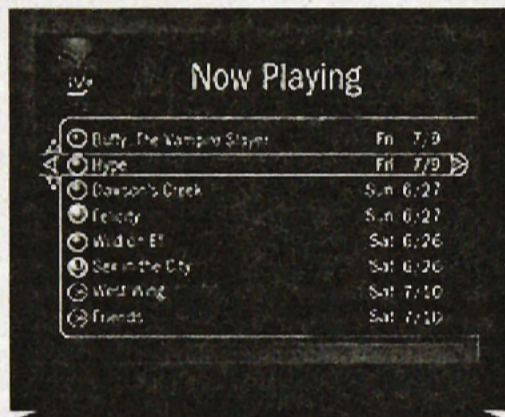 Now Playing
Buffy, The Vampire Slayer Fri 7/9
Hype Fri 7/9
Dawson's Creek Sun 6/27
Felicity Sun 6/27
Wild on E! Sat 6/26
Sex in the City Sat 6/26
West Wing Sat 7/10
Friends Sat 7/10